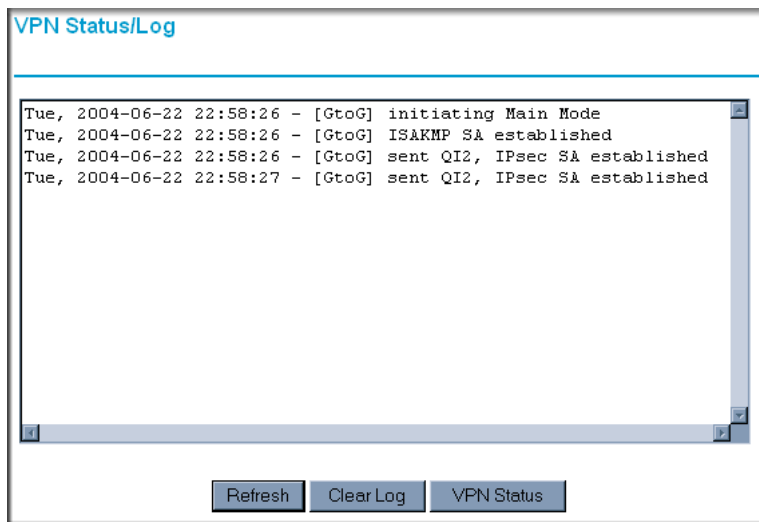 VPN Status/Log
Tue, 2004-06-22 22:58:26 - [GtoG] initiating Main Mode
Tue, 2004-06-22 22:58:26 - [GtoG] ISAKMP SA established
Tue, 2004-06-22 22:58:26 - [GtoG] sent QI2, IPsec SA established
Tue, 2004-06-22 22:58:27 - [GtoG] sent QI2, IPsec SA established
Refresh Clear Log VPN Status